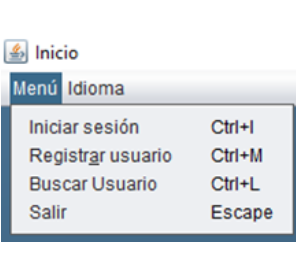 Inicio
Menú Idioma
Iniciar sesión Ctrl+I
Registrar usuario Ctrl+M
Buscar Usuario Ctrl+L
Salir Escape